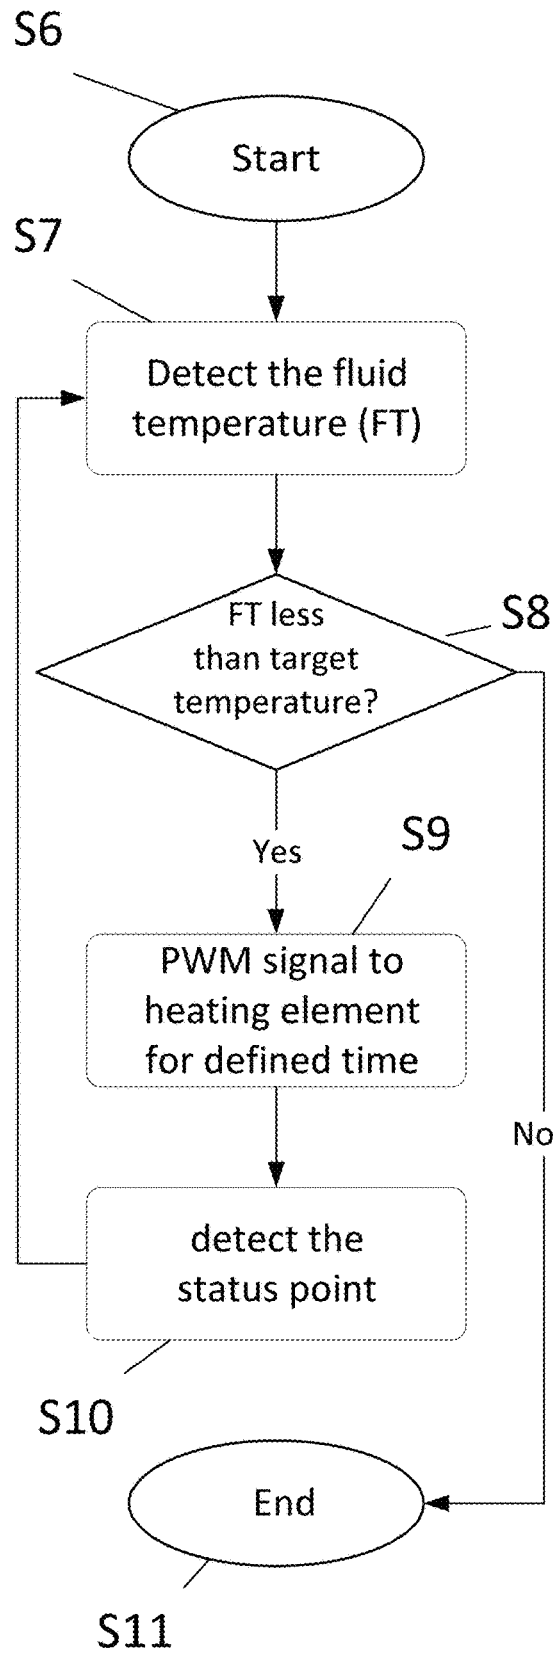 S6
Start
S7
Detect the fluid
temperature (FT)
S8
FT less
than target
temperature?
Yes
S9
PWM signal to
heating element
for defined time
No
detect the
status point
S10
End
S11